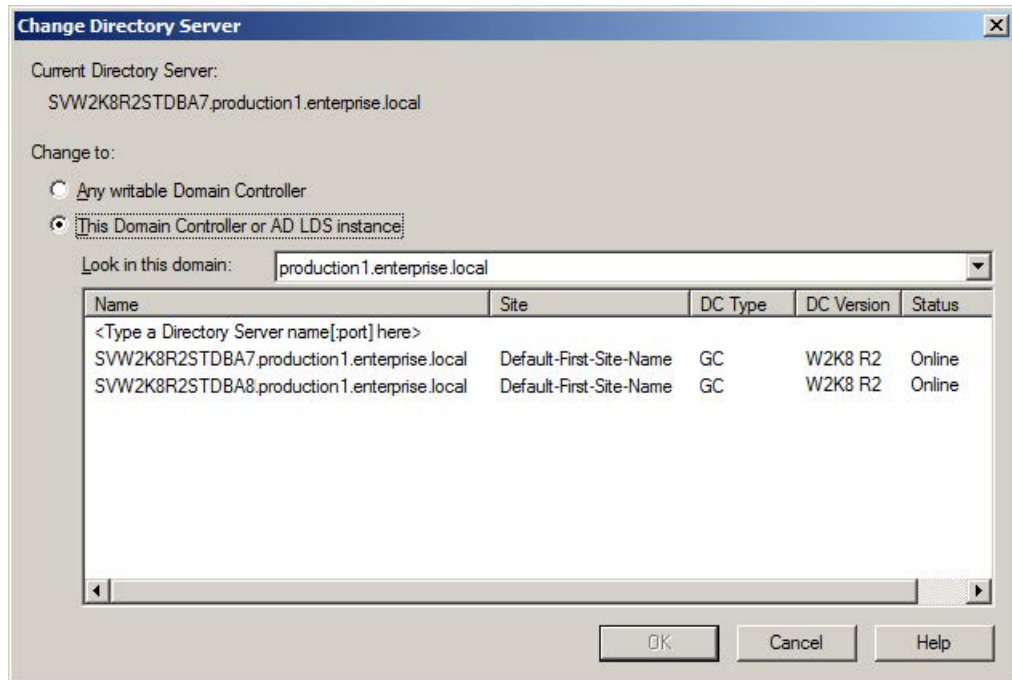 Change Directory Server
Current Directory Server:
SVW2K8R2STDBA7.production1.enterprise.local
Change to:
Any writable Domain Controller
This Domain Controller or AD LDS instance
Look in this domain: production1.enterprise.local
Name Site DC Type DC Version Status
<Type a Directory Server name[:port] here>
SVW2K8R2STDBA7.production1.enterprise.local Default-First-Site-Name GC W2K8 R2 Online
SVW2K8R2STDBA8.production1.enterprise.local Default-First-Site-Name GC W2K8 R2 Online
OK Cancel Help